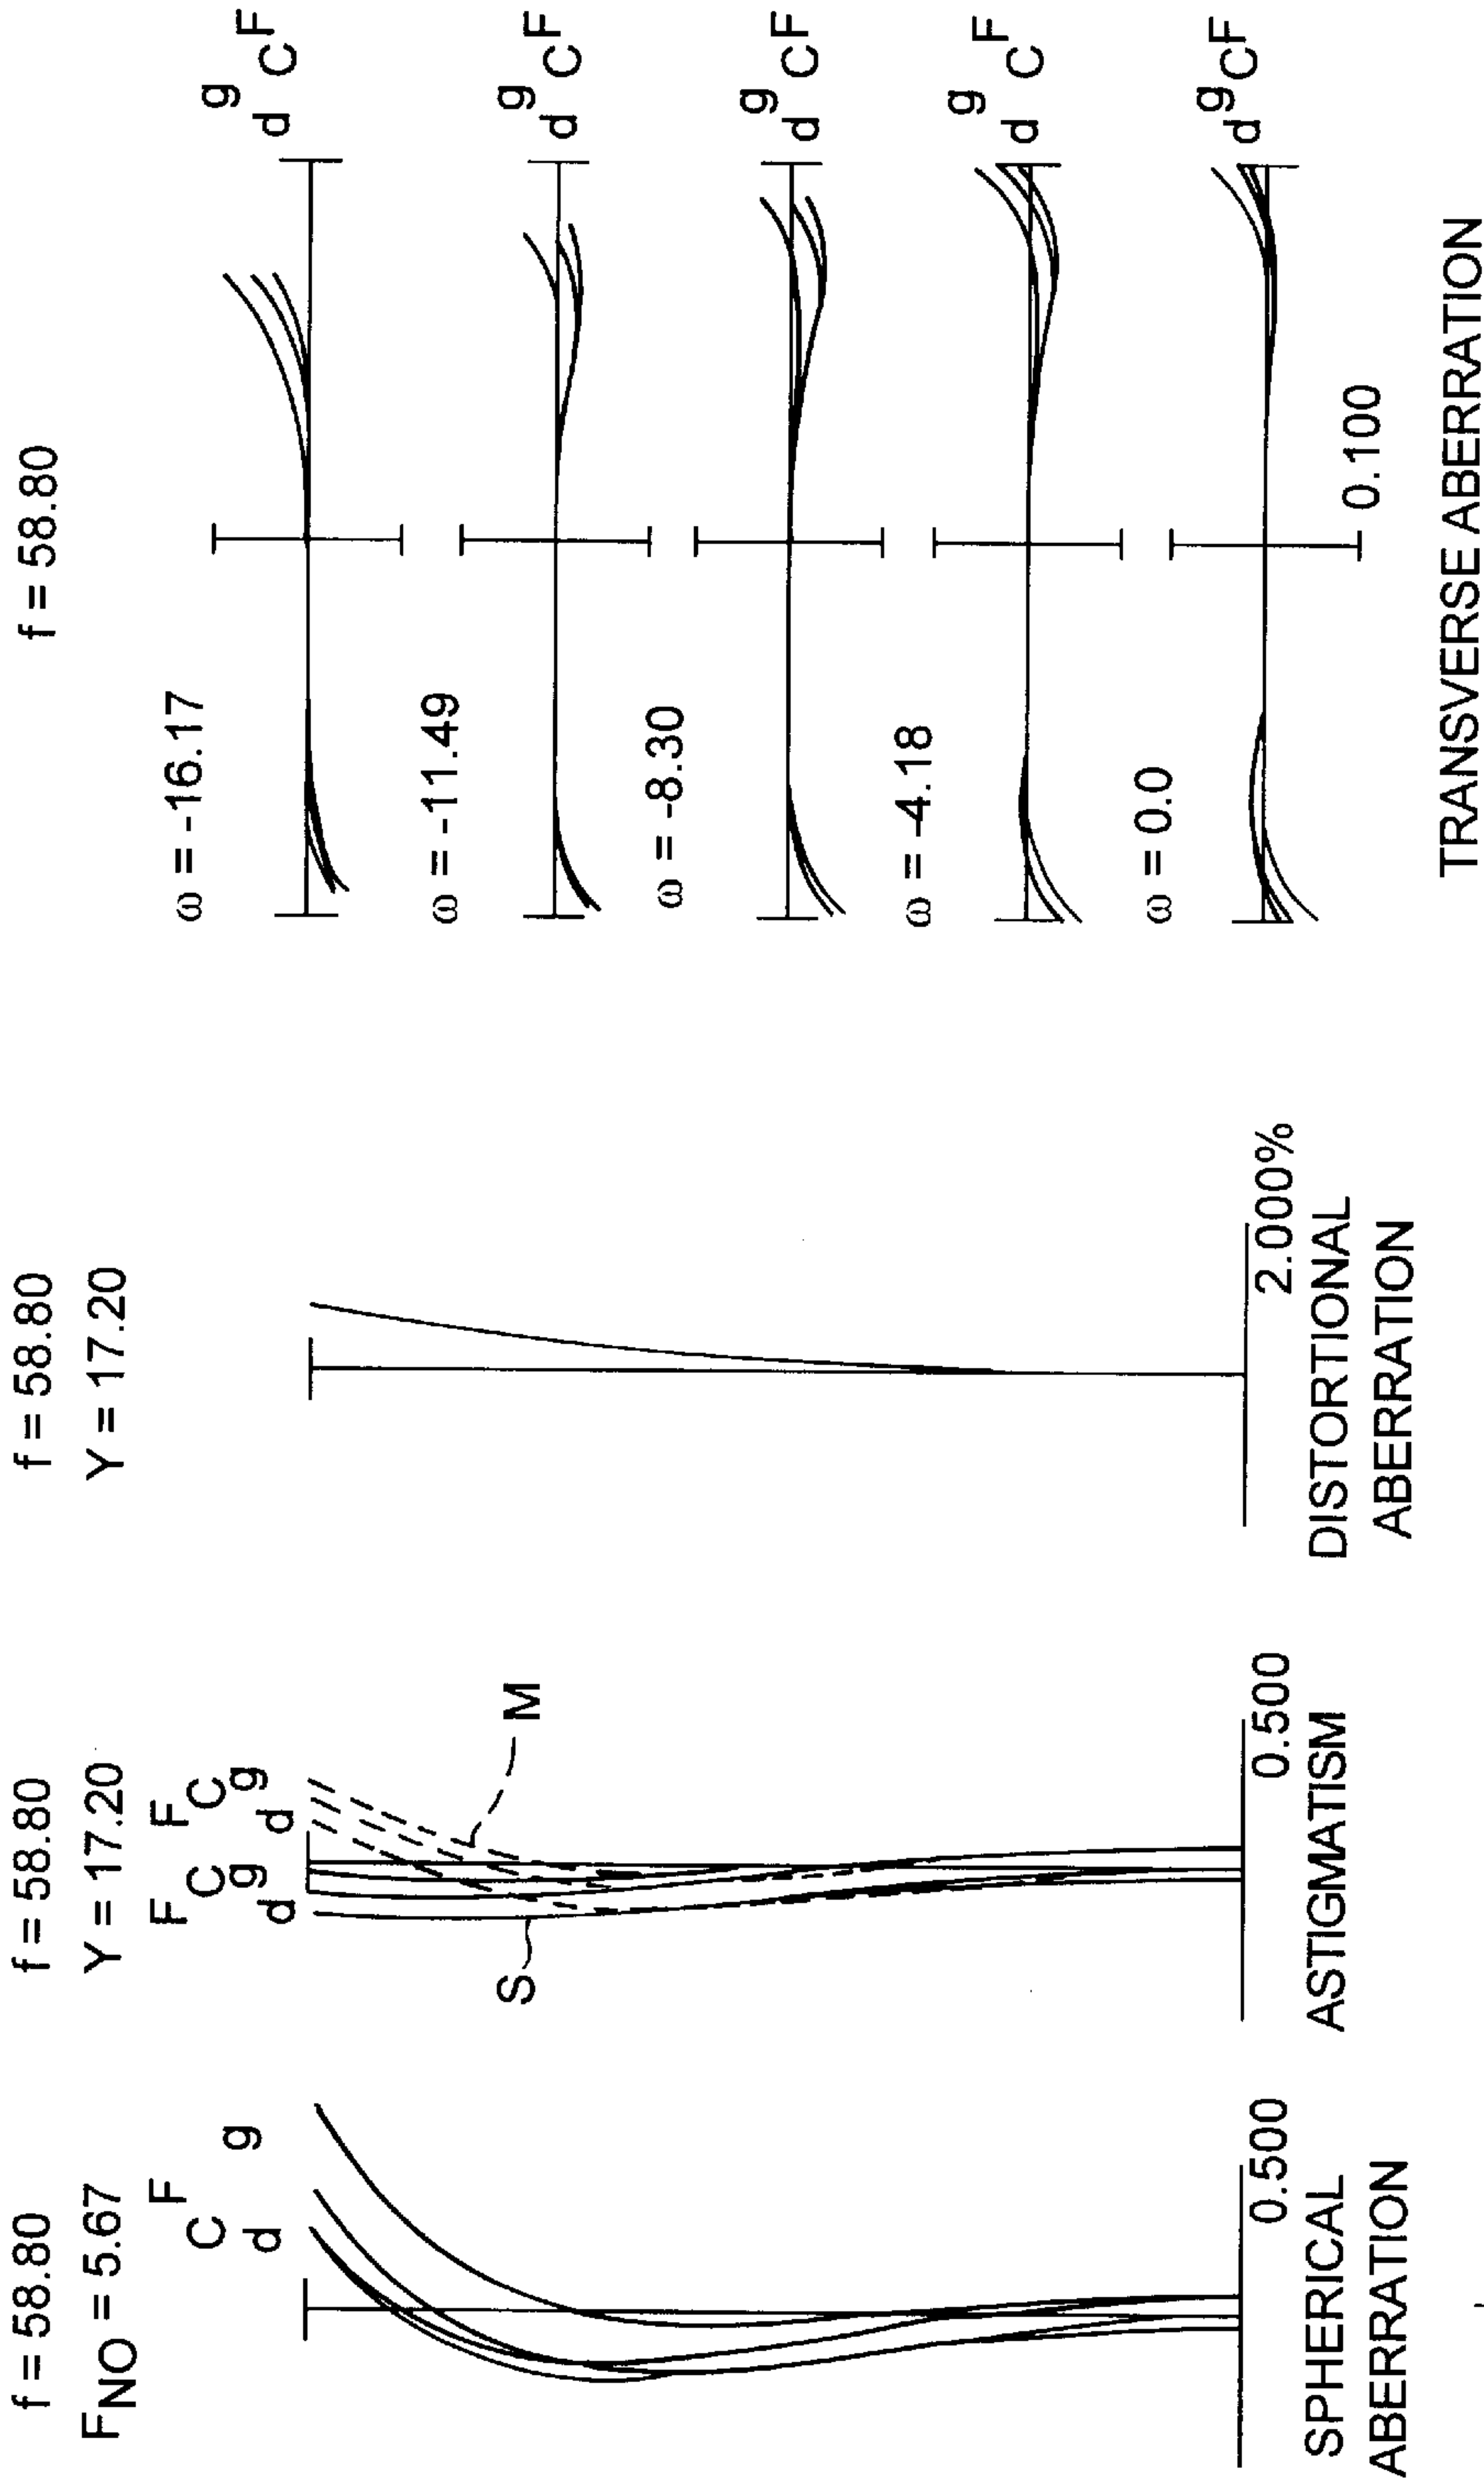 f = 58.80
FNO = 5.67
C F
d g
0.500
SPHERICAL
ABERRATION
f = 58.80
Y = 17.20
F C F C
d g d g
S M
0.500
ASTIGMATISM
f = 58.80
Y = 17.20
2.000%
DISTORTIONAL
ABERRATION
f = 58.80
ω = -16.17
d g C F
ω = -11.49
d g C F
ω = -8.30
d g C F
ω = -4.18
d g C F
ω = 0.0
d g C F
0.100
TRANSVERSE ABERRATION